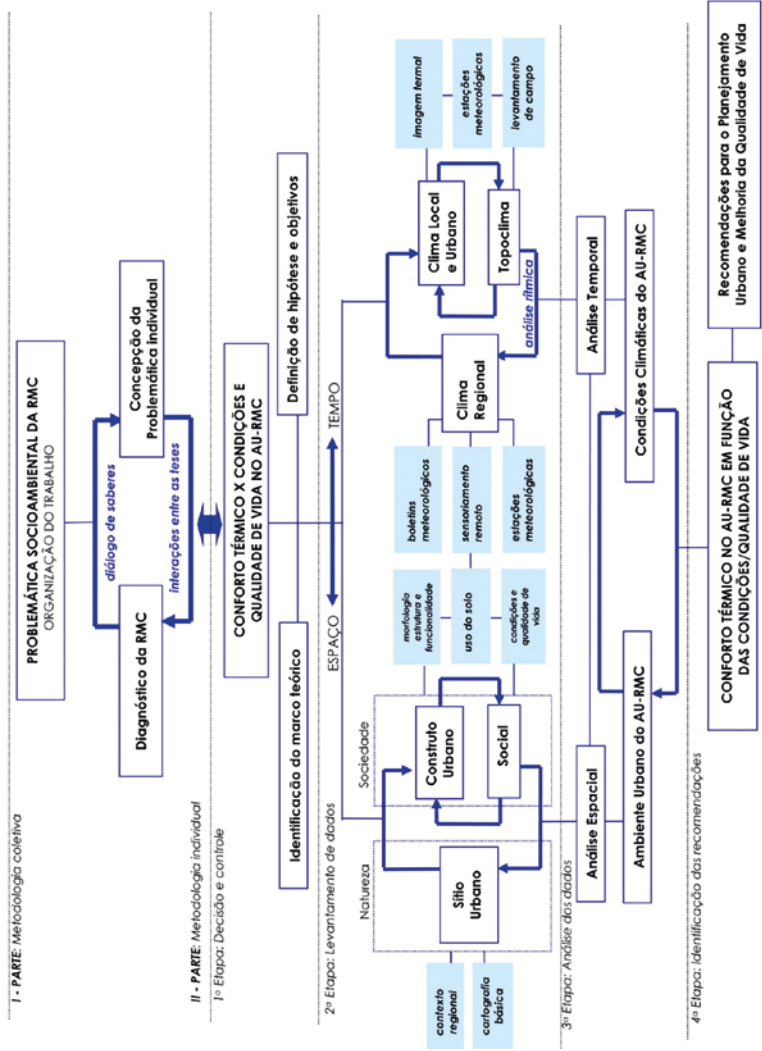 I - PARTE: Metodologia coletiva
PROBLEMÁTICA SOCIOAMBIENTAL DA RMC
ORGANIZAÇÃO DO TRABALHO
diálogo de saberes
Diagnóstico da RMC
Concepção da
Problemática individual
interações entre as teses
II - PARTE: Metodologia individual
1ª Etapa: Decisão e controle
CONFORTO TÉRMICO X CONDIÇÕES E
QUALIDADE DE VIDA NO AU-RMC
Identificação do marco teórico
Definição de hipótese e objetivos
2ª Etapa: Levantamento de dados
ESPAÇO
TEMPO
Natureza
Sociedade
contexto
regional
cartografia
básica
Sítio
Urbano
Construto
Urbano
Social
morfologia
estrutura e
funcionalidade
uso do solo
condições e
qualidade de
vida
boletins
meteorológicos
sensoriamento
remoto
estações
meteorológicas
Clima
Regional
Clima Local
e Urbano
Topoclima
análise rítmica
imagem termal
estações
meteorológicas
levantamento
de campo
3ª Etapa: Análise dos dados
Análise Espacial
Análise Temporal
Ambiente Urbano do AU-RMC
Condições Climáticas do AU-RMC
4ª Etapa: Identificação das recomendações
CONFORTO TÉRMICO NO AU-RMC EM FUNÇÃO
DAS CONDIÇÕES/QUALIDADE DE VIDA
Recomendações para o Planejamento
Urbano e Melhoria da Qualidade de Vida